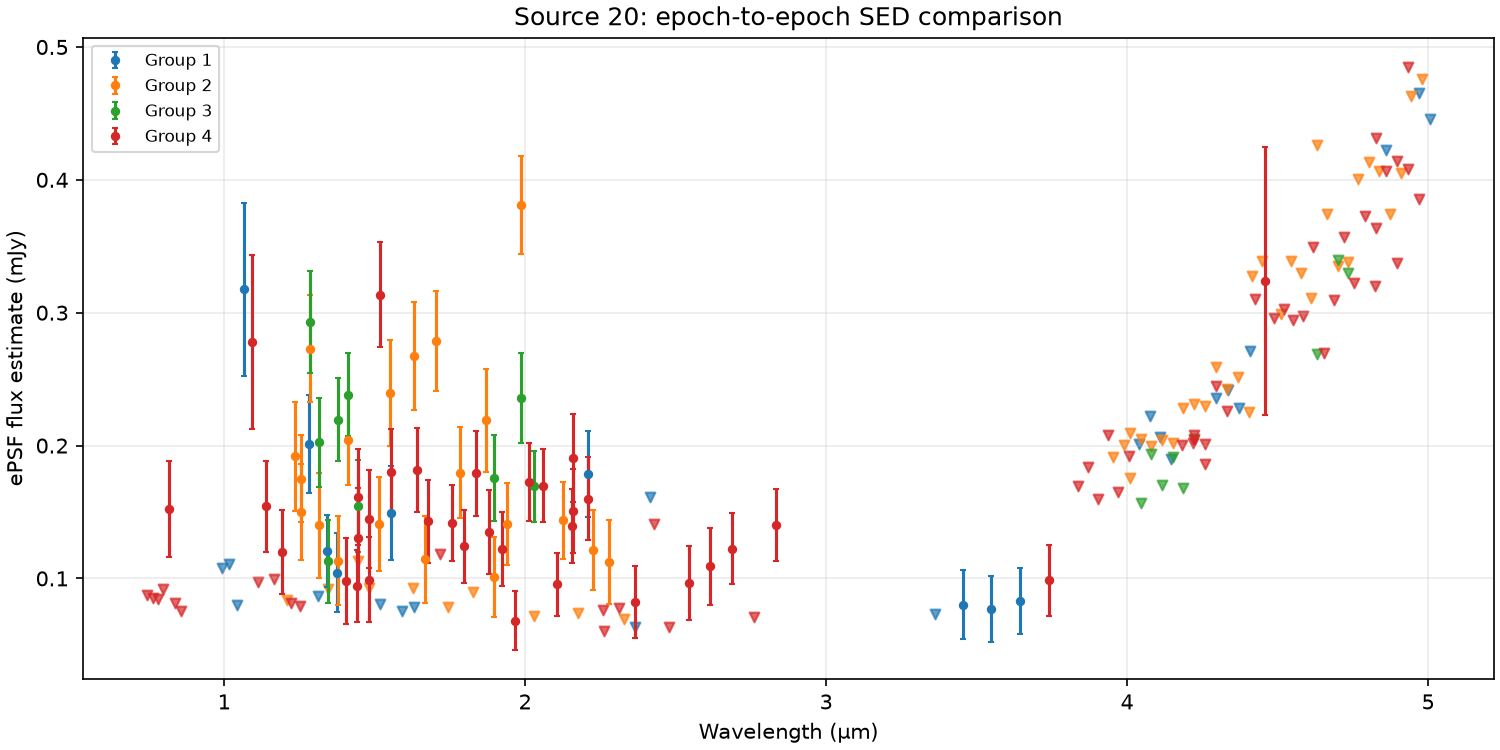 Source 20: epoch-to-epoch SED comparison
ePSF flux estimate (mJy)
0.5
0.4
0.3
0.2
0.1
Group 1
Group 2
Group 3
Group 4
1 2 3 4 5
Wavelength (μm)